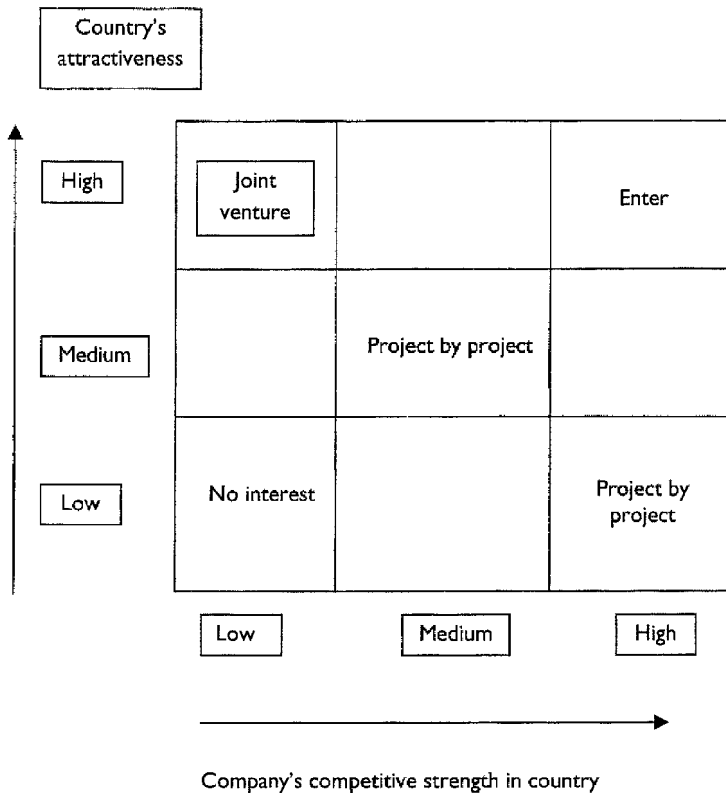 Country's
attractiveness
High
Joint
venture
Enter
Medium
Project by project
Low
No interest
Project by
project
Low
Medium
High
Company's competitive strength in country